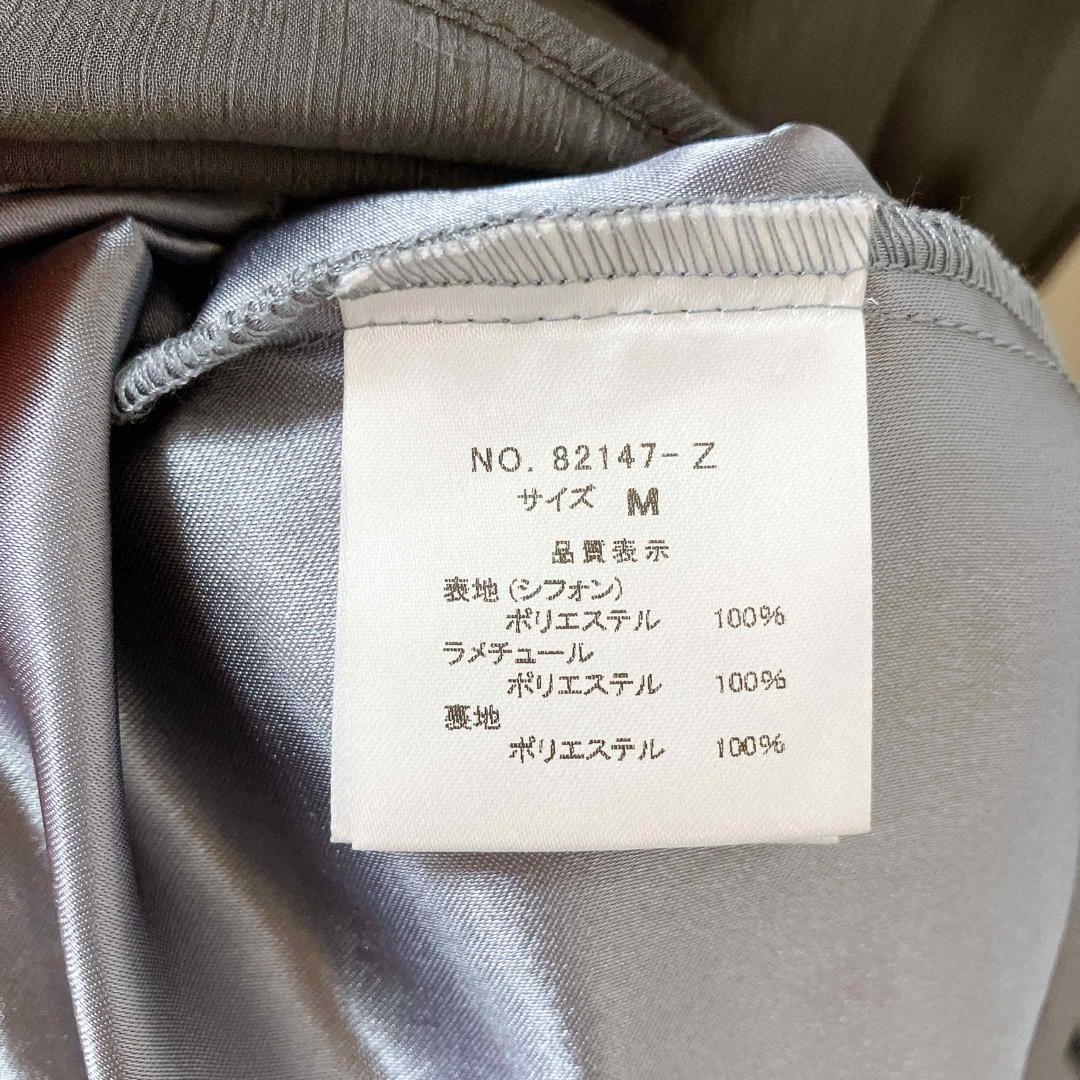 NO. 82147-Z
サイズ M
品質表示
表地(シフォン)
ポリエステル 100%
ラメチュール
ポリエステル 100%
裏地
ポリエステル 100%